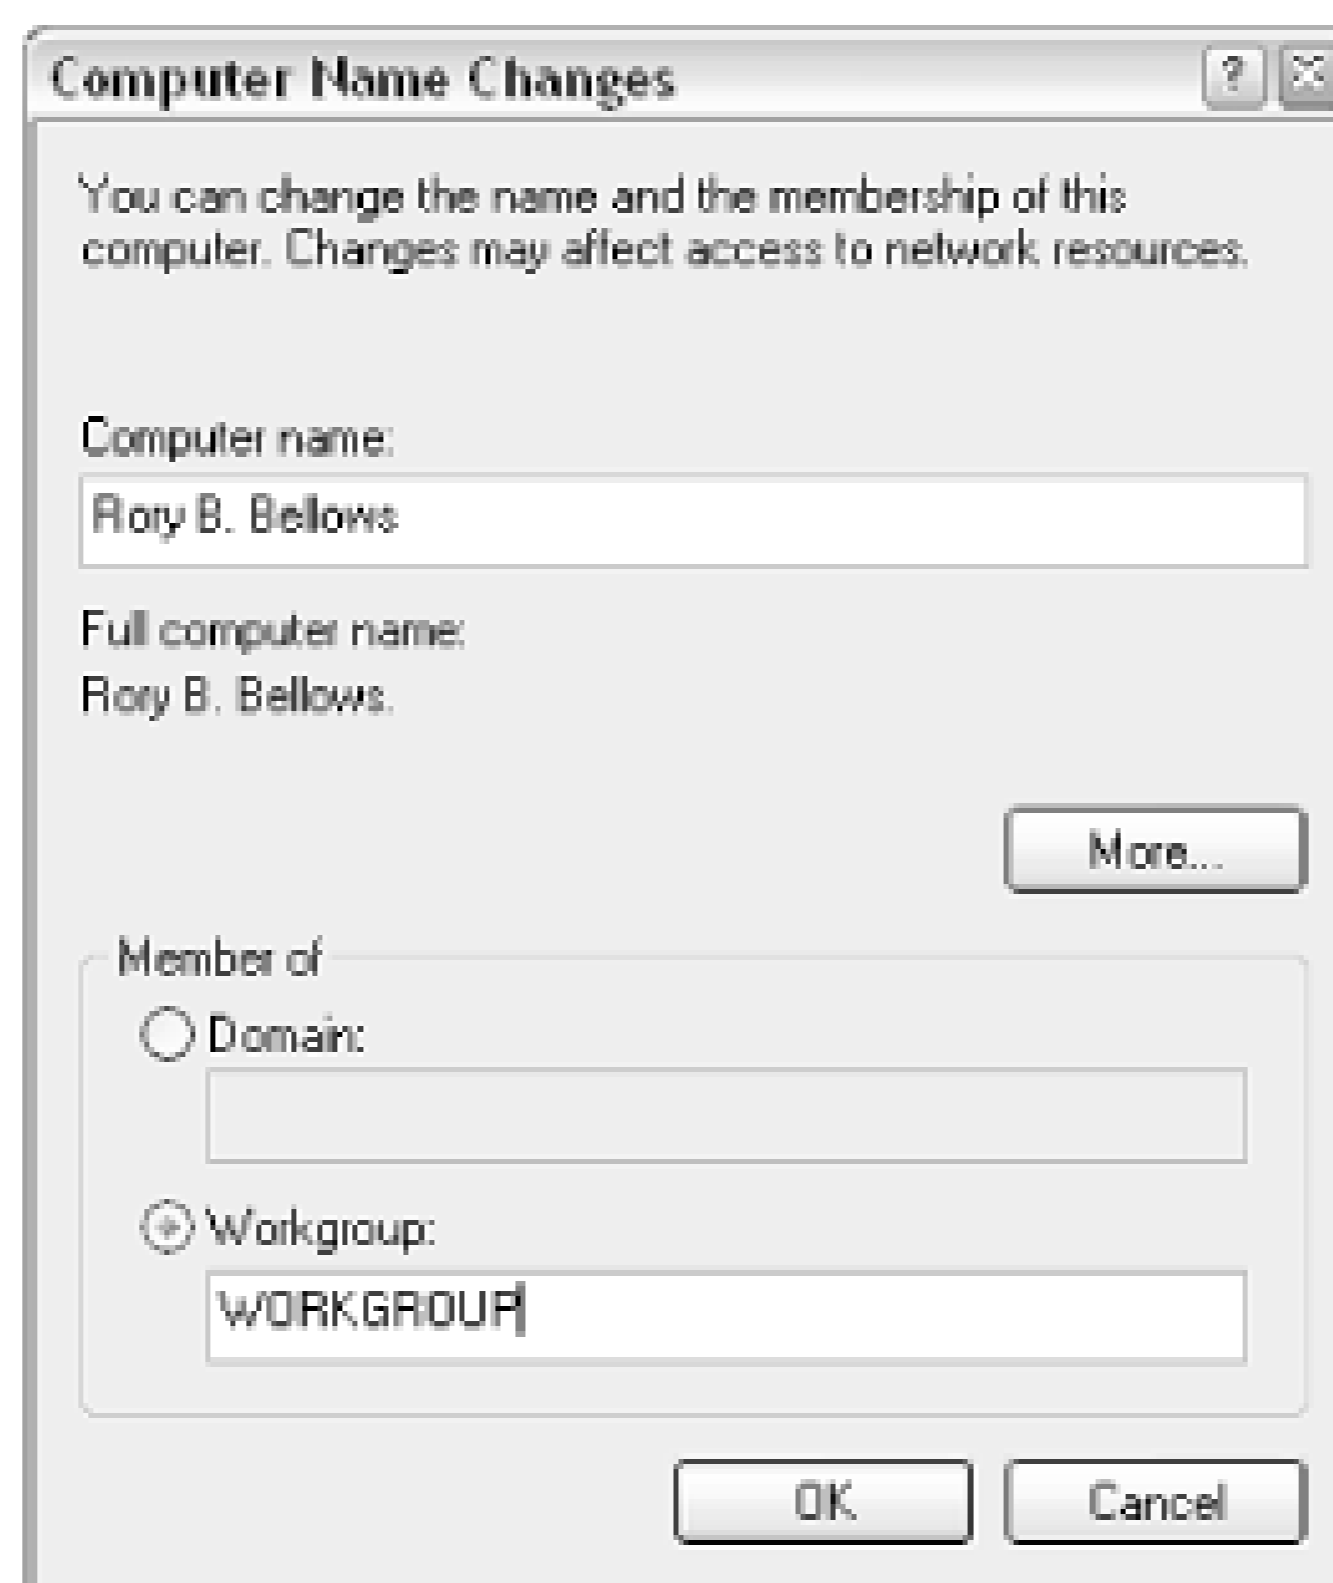 Computer Name Changes
You can change the name and the membership of this
computer. Changes may affect access to network resources.
Computer name:
Rory B. Bellows
Full computer name:
Rory B. Bellows.
More...
Member of
Domain:
Workgroup:
WORKGROUP
OK
Cancel